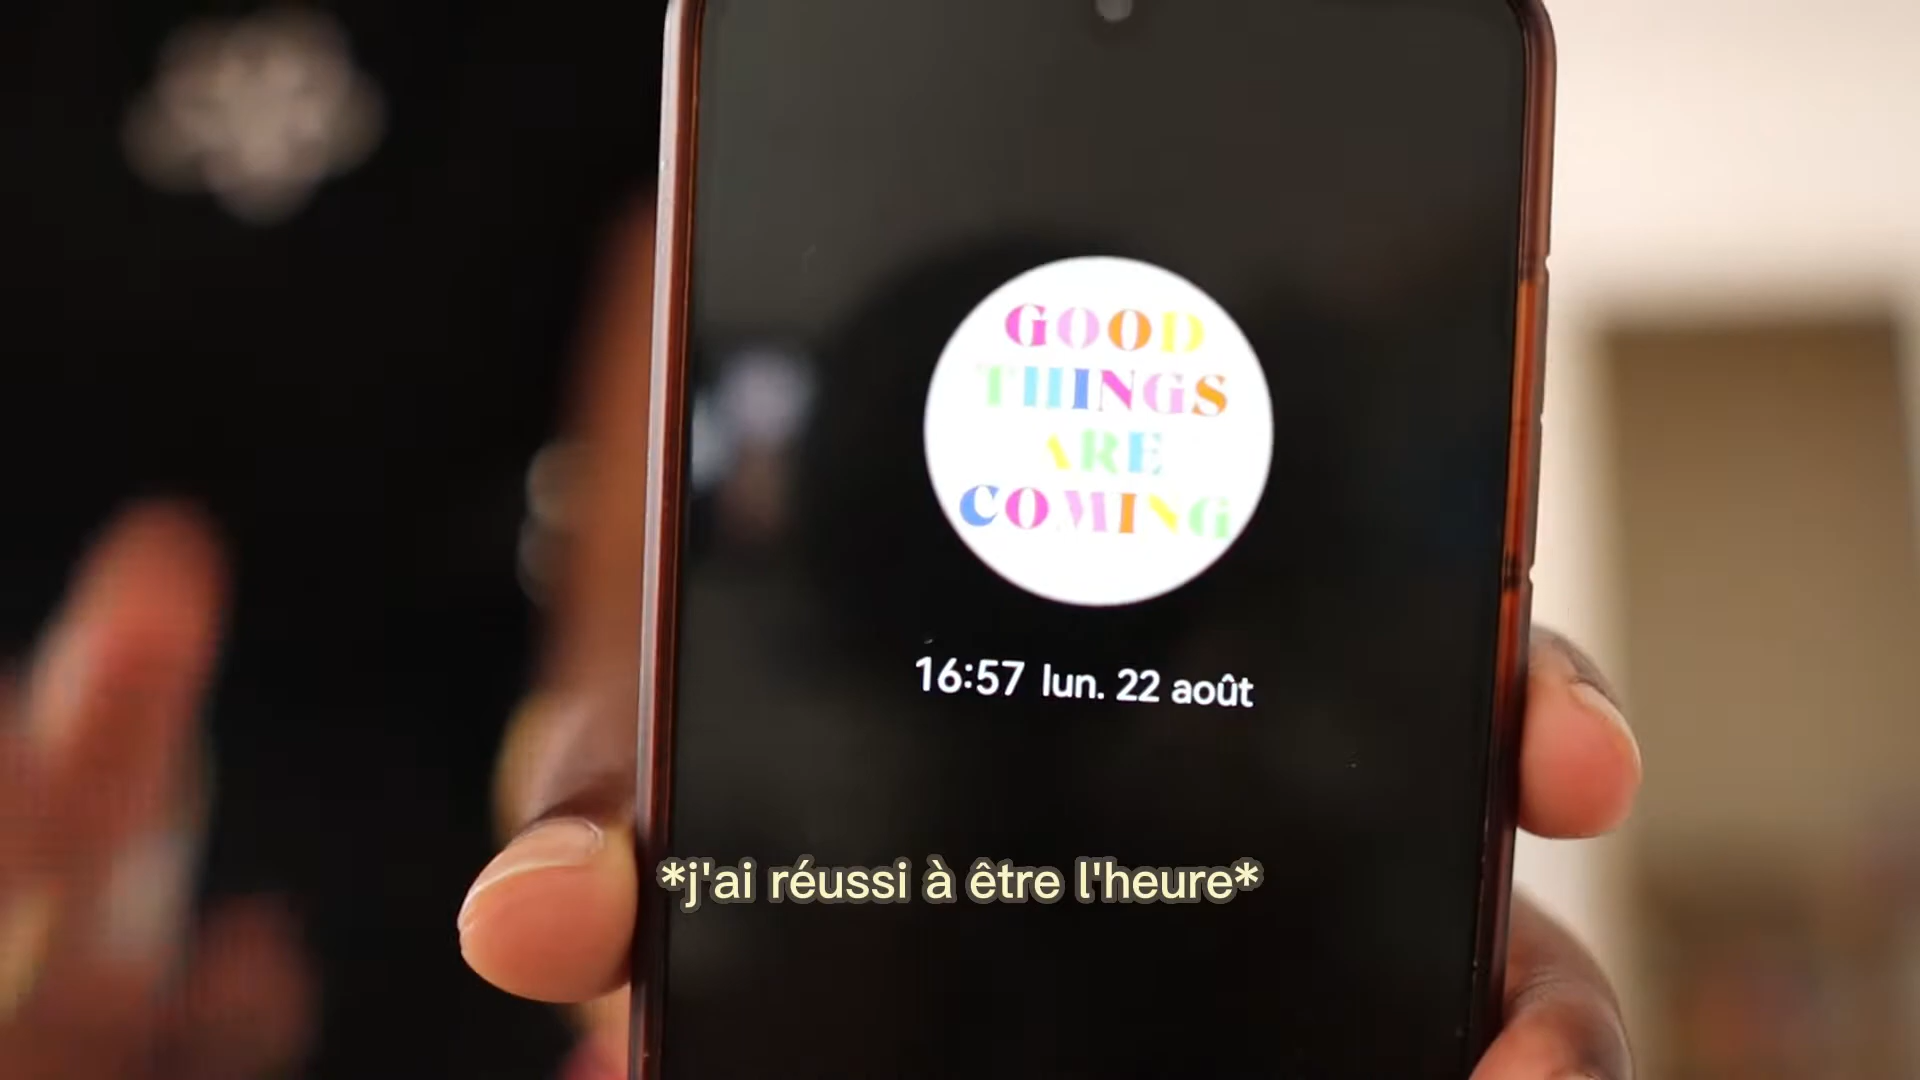 GOOD
THINGS
ARE
COMING
16:57 lun. 22 août
*j'ai réussi à être l'heure*